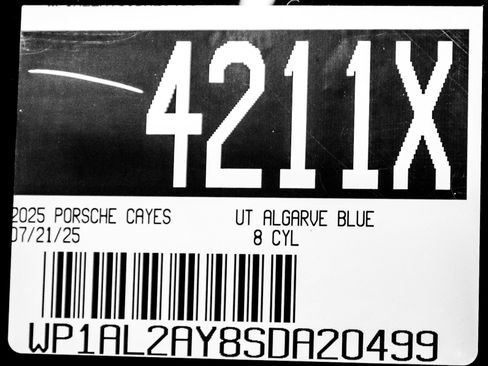 4211X
2025 PORSCHE CAYES UT ALGARVE BLUE
07/21/25 8 CYL
WP1AL2AY8SDA20499